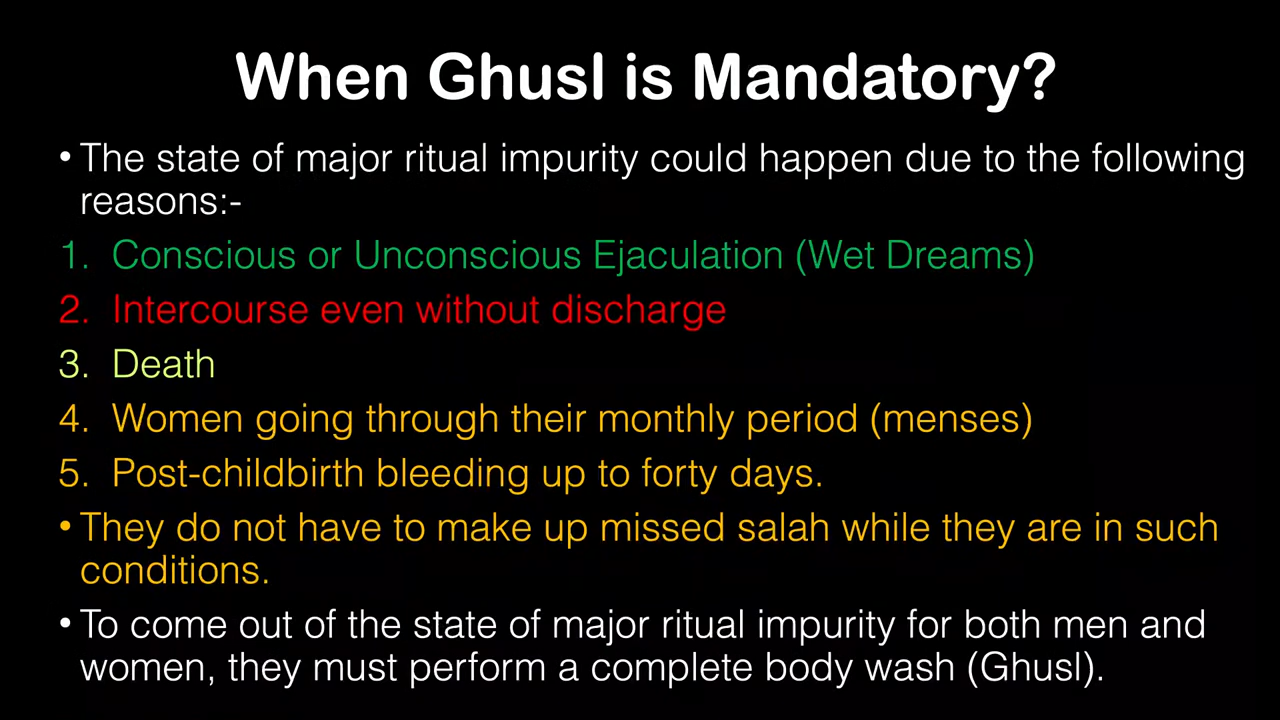 When Ghusl is Mandatory?
• The state of major ritual impurity could happen due to the following
reasons:-
1. Conscious or Unconscious Ejaculation (Wet Dreams)
2. Intercourse even without discharge
3. Death
4. Women going through their monthly period (menses)
5. Post-childbirth bleeding up to forty days.
• They do not have to make up missed salah while they are in such
conditions.
• To come out of the state of major ritual impurity for both men and
women, they must perform a complete body wash (Ghusl).